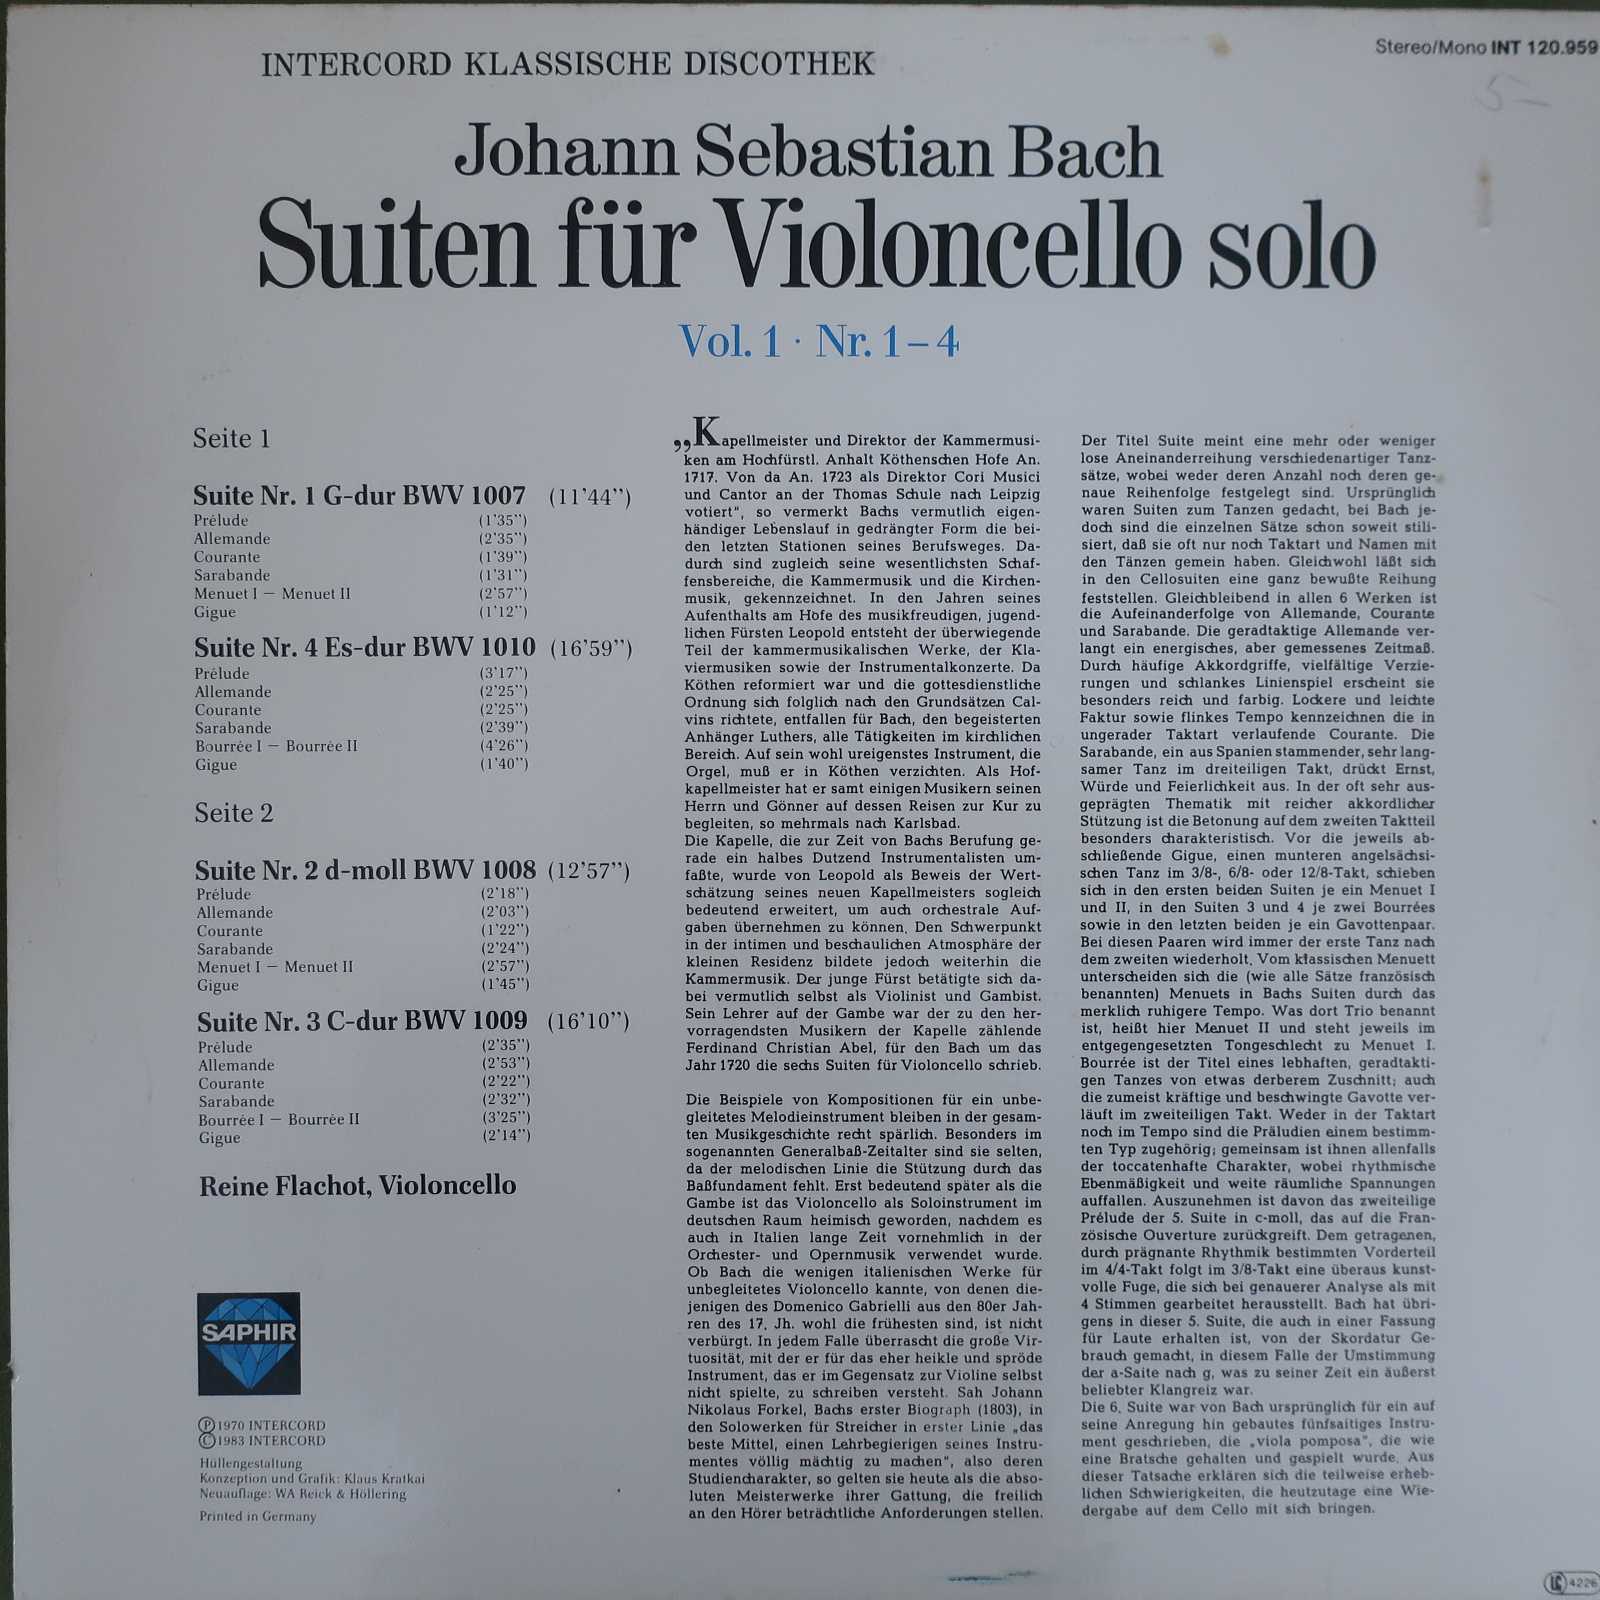 INTERCORD KLASSISCHE DISCOTHEK
Stereo/Mono INT 120.959
5-
Johann Sebastian Bach
Suiten für Violoncello solo
Vol. 1 · Nr. 1–4
Seite 1
Suite Nr. 1 G-dur BWV 1007 (11’44”)
Prélude (1’35”)
Allemande (2’35”)
Courante (1’39”)
Sarabande (1’31”)
Menuet I — Menuet II (2’57”)
Gigue (1’12”)
Suite Nr. 4 Es-dur BWV 1010 (16’59”)
Prélude (3’17”)
Allemande (2’25”)
Courante (2’25”)
Sarabande (2’39”)
Bourrée I — Bourrée II (4’26”)
Gigue (1’40”)
Seite 2
Suite Nr. 2 d-moll BWV 1008 (12’57”)
Prélude (2’18”)
Allemande (2’03”)
Courante (1’22”)
Sarabande (2’24”)
Menuet I — Menuet II (2’57”)
Gigue (1’45”)
Suite Nr. 3 C-dur BWV 1009 (16’10”)
Prélude (2’35”)
Allemande (2’53”)
Courante (2’22”)
Sarabande (2’32”)
Bourrée I — Bourrée II (3’25”)
Gigue (2’14”)
Reine Flachot, Violoncello
SAPHIR
Ⓟ1970 INTERCORD
Ⓒ1983 INTERCORD
Hüllengestaltung
Konzeption und Grafik: Klaus Kratkai
Neuauflage: WA Reick & Höllering
Printed in Germany
„Kapellmeister und Direktor der Kammermusi-
ken am Hochfürstl. Anhalt Köthenschen Hofe An.
1717. Von da An. 1723 als Direktor Cori Musici
und Cantor an der Thomas Schule nach Leipzig
votiert“, so vermerkt Bachs vermutlich eigen-
händiger Lebenslauf in gedrängter Form die bei-
den letzten Stationen seines Berufsweges. Da-
durch sind zugleich seine wesentlichsten Schaf-
fensbereiche, die Kammermusik und die Kirchen-
musik, gekennzeichnet. In den Jahren seines
Aufenthalts am Hofe des musikfreudigen, jugend-
lichen Fürsten Leopold entsteht der überwiegende
Teil der kammermusikalischen Werke, der Kla-
viermusiken sowie der Instrumentalkonzerte. Da
Köthen reformiert war und die gottesdienstliche
Ordnung sich folglich nach den Grundsätzen Cal-
vins richtete, entfallen für Bach, den begeisterten
Anhänger Luthers, alle Tätigkeiten im kirchlichen
Bereich. Auf sein wohl ureigenstes Instrument, die
Orgel, muß er in Köthen verzichten. Als Hof-
kapellmeister hat er samt einigen Musikern seinen
Herrn und Gönner auf dessen Reisen zur Kur zu
begleiten, so mehrmals nach Karlsbad.
Die Kapelle, die zur Zeit von Bachs Berufung ge-
rade ein halbes Dutzend Instrumentalisten um-
faßte, wurde von Leopold als Beweis der Wert-
schätzung seines neuen Kapellmeisters sogleich
bedeutend erweitert, um auch orchestrale Auf-
gaben übernehmen zu können. Den Schwerpunkt
in der intimen und beschaulichen Atmosphäre der
kleinen Residenz bildete jedoch weiterhin die
Kammermusik. Der junge Fürst betätigte sich da-
bei vermutlich selbst als Violinist und Gambist.
Sein Lehrer auf der Gambe war der zu den her-
vorragendsten Musikern der Kapelle zählende
Ferdinand Christian Abel, für den Bach um das
Jahr 1720 die sechs Suiten für Violoncello schrieb.
Die Beispiele von Kompositionen für ein unbe-
gleitetes Melodieinstrument bleiben in der gesam-
ten Musikgeschichte recht spärlich. Besonders im
sogenannten Generalbaß-Zeitalter sind sie selten,
da der melodischen Linie die Stützung durch das
Baßfundament fehlt. Erst bedeutend später als die
Gambe ist das Violoncello als Soloinstrument im
deutschen Raum heimisch geworden, nachdem es
auch in Italien lange Zeit vornehmlich in der
Orchester- und Opernmusik verwendet wurde.
Ob Bach die wenigen italienischen Werke für
unbegleitetes Violoncello kannte, von denen die-
jenigen des Domenico Gabrielli aus den 80er Jah-
ren des 17. Jh. wohl die frühesten sind, ist nicht
verbürgt. In jedem Falle überrascht die große Vir-
tuosität, mit der er für das eher heikle und spröde
Instrument, das er im Gegensatz zur Violine selbst
nicht spielte, zu schreiben versteht. Sah Johann
Nikolaus Forkel, Bachs erster Biograph (1803), in
den Solowerken für Streicher in erster Linie „das
beste Mittel, einen Lehrbegierigen seines Instru-
mentes völlig mächtig zu machen“, also deren
Studiencharakter, so gelten sie heute als die abso-
luten Meisterwerke ihrer Gattung, die freilich
an den Hörer beträchtliche Anforderungen stellen.
Der Titel Suite meint eine mehr oder weniger
lose Aneinanderreihung verschiedenartiger Tanz-
sätze, wobei weder deren Anzahl noch deren ge-
naue Reihenfolge festgelegt sind. Ursprünglich
waren Suiten zum Tanzen gedacht, bei Bach je-
doch sind die einzelnen Sätze schon soweit stili-
siert, daß sie oft nur noch Taktart und Namen mit
den Tänzen gemein haben. Gleichwohl läßt sich
in den Cellosuiten eine ganz bewußte Reihung
feststellen. Gleichbleibend in allen 6 Werken ist
die Aufeinanderfolge von Allemande, Courante
und Sarabande. Die geradtaktige Allemande ver-
langt ein energisches, aber gemessenes Zeitmaß.
Durch häufige Akkordgriffe, vielfältige Verzie-
rungen und schlankes Linienspiel erscheint sie
besonders reich und farbig. Lockere und leichte
Faktur sowie flinkes Tempo kennzeichnen die in
ungerader Taktart verlaufende Courante. Die
Sarabande, ein aus Spanien stammender, sehr lang-
samer Tanz im dreiteiligen Takt, drückt Ernst,
Würde und Feierlichkeit aus. In der oft sehr aus-
geprägten Thematik mit reicher akkordlicher
Stützung ist die Betonung auf dem zweiten Taktteil
besonders charakteristisch. Vor die jeweils ab-
schließende Gigue, einen munteren angelsächsi-
schen Tanz im 3/8-, 6/8- oder 12/8-Takt, schieben
sich in den ersten beiden Suiten je ein Menuet I
und II, in den Suiten 3 und 4 je zwei Bourrées
sowie in den letzten beiden je ein Gavottenpaar.
Bei diesen Paaren wird immer der erste Tanz nach
dem zweiten wiederholt. Vom klassischen Menuett
unterscheiden sich die (wie alle Sätze französisch
benannten) Menuets in Bachs Suiten durch das
merklich ruhigere Tempo. Was dort Trio benannt
ist, heißt hier Menuet II und steht jeweils im
entgegengesetzten Tongeschlecht zu Menuet I.
Bourrée ist der Titel eines lebhaften, geradtakti-
gen Tanzes von etwas derberem Zuschnitt; auch
die zumeist kräftige und beschwingte Gavotte ver-
läuft im zweiteiligen Takt. Weder in der Taktart
noch im Tempo sind die Präludien einem bestimm-
ten Typ zugehörig; gemeinsam ist ihnen allenfalls
der toccatenhafte Charakter, wobei rhythmische
Ebenmäßigkeit und weite räumliche Spannungen
auffallen. Auszunehmen ist davon das zweiteilige
Prélude der 5. Suite in c-moll, das auf die Fran-
zösische Ouverture zurückgreift. Dem getragenen,
durch prägnante Rhythmik bestimmten Vorderteil
im 4/4-Takt folgt im 3/8-Takt eine überaus kunst-
volle Fuge, die sich bei genauerer Analyse als mit
4 Stimmen gearbeitet herausstellt. Bach hat übri-
gens in dieser 5. Suite, die auch in einer Fassung
für Laute erhalten ist, von der Skordatur Ge-
brauch gemacht, in diesem Falle der Umstimmung
der a-Saite nach g, was zu seiner Zeit ein äußerst
beliebter Klangreiz war.
Die 6. Suite war von Bach ursprünglich für ein auf
seine Anregung hin gebautes fünfsaitiges Instru-
ment geschrieben, die „viola pomposa“, die wie
eine Bratsche gehalten und gespielt wurde. Aus
dieser Tatsache erklären sich die teilweise erheb-
lichen Schwierigkeiten, die heutzutage eine Wie-
dergabe auf dem Cello mit sich bringen.
LC 4226